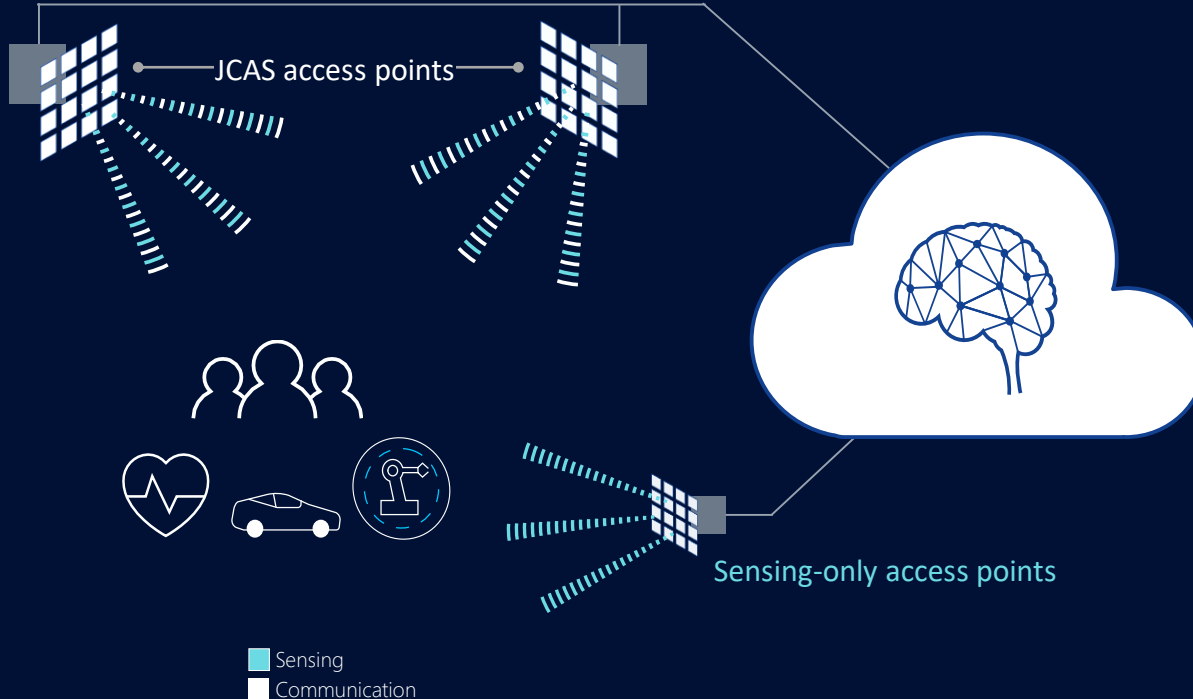 JCAS access points
Sensing-only access points
Sensing
Communication